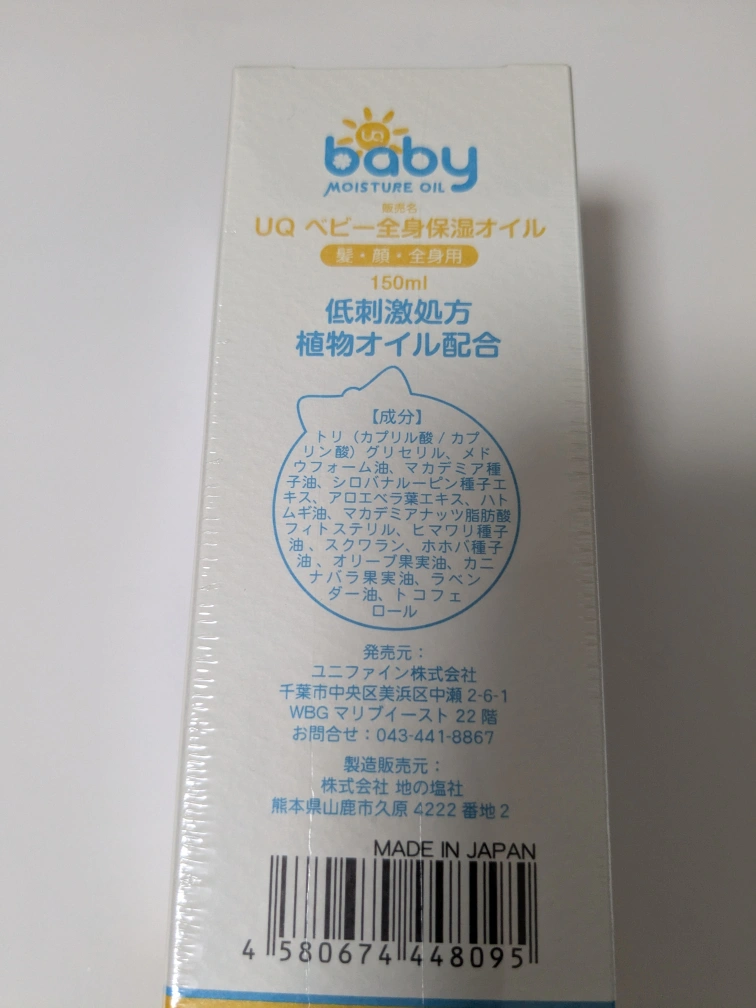 UQ
baby
MOISTURE OIL
販売名
UQ ベビー全身保湿オイル
髪・顔・全身用
150ml
低刺激処方
植物オイル配合
【成分】
トリ（カプリル酸 / カプ
リン酸）グリセリル、メド
ウフォーム油、マカデミア種
子油、シロバナルーピン種子エ
キス、アロエベラ葉エキス、ハト
ムギ油、マカデミアナッツ脂肪酸
フィトステリル、ヒマワリ種子
油、スクワラン、ホホバ種子
油、オリーブ果実油、カニ
ナバラ果実油、ラベン
ダー油、トコフェ
ロール
発売元：
ユニファイン株式会社
千葉市中央区美浜区中瀬 2-6-1
WBG マリブイースト 22 階
お問合せ：043-441-8867
製造販売元：
株式会社 地の塩社
熊本県山鹿市久原 4222 番地 2
MADE IN JAPAN
4 580674 448095